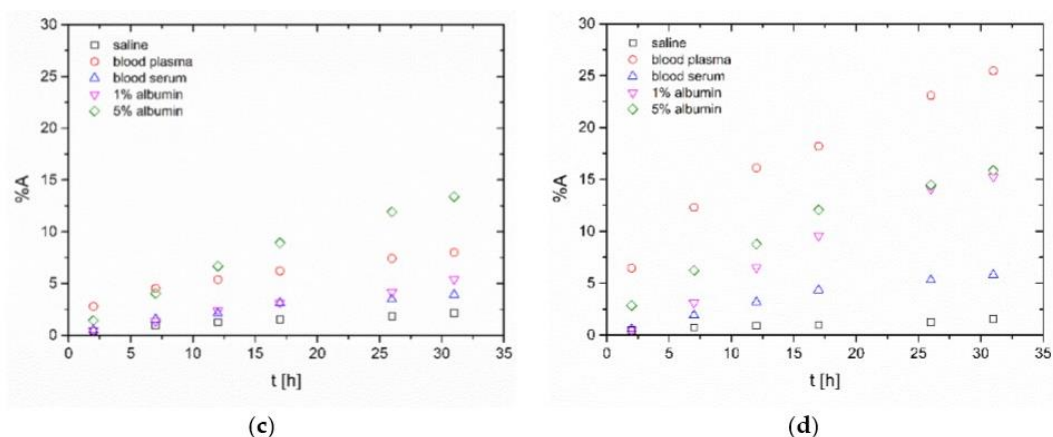 30
25
20
15
10
5
0
%A
saline
blood plasma
blood serum
1% albumin
5% albumin
0 5 10 15 20 25 30 35
t [h]
(c)
30
25
20
15
10
5
0
%A
saline
blood plasma
blood serum
1% albumin
5% albumin
0 5 10 15 20 25 30 35
t [h]
(d)